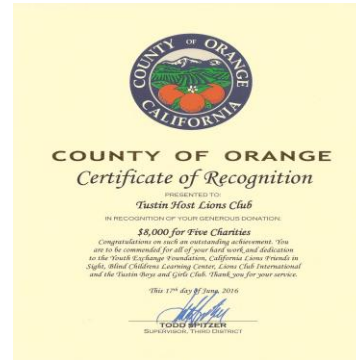 COUNTY OF ORANGE
CALIFORNIA
COUNTY OF ORANGE
Certificate of Recognition
PRESENTED TO:
Tustin Host Lions Club
IN RECOGNITION OF YOUR GENEROUS DONATION:
$8,000 for Five Charities
Congratulations on such an outstanding achievement. You
are to be commended for all of your hard work and dedication
to the Youth Exchange Foundation, California Lions Friends in
Sight, Blind Childrens Learning Center, Lions Club International
and the Tustin Boys and Girls Club. Thank you for your service.
This 17th day of June, 2016
TODD SPITZER
SUPERVISOR, THIRD DISTRICT